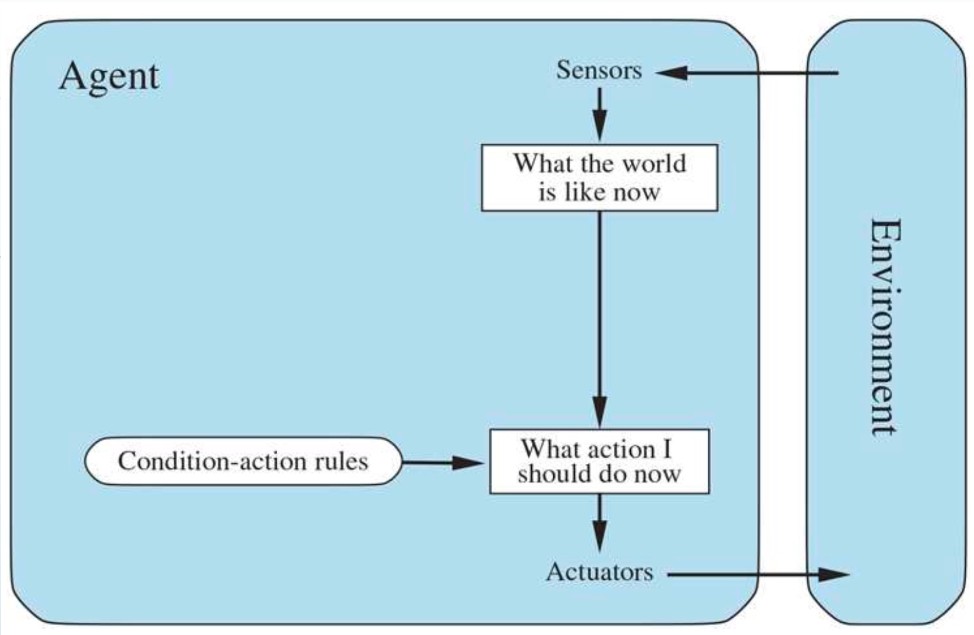 Agent
Sensors
What the world
is like now
Environment
Condition-action rules
What action I
should do now
Actuators